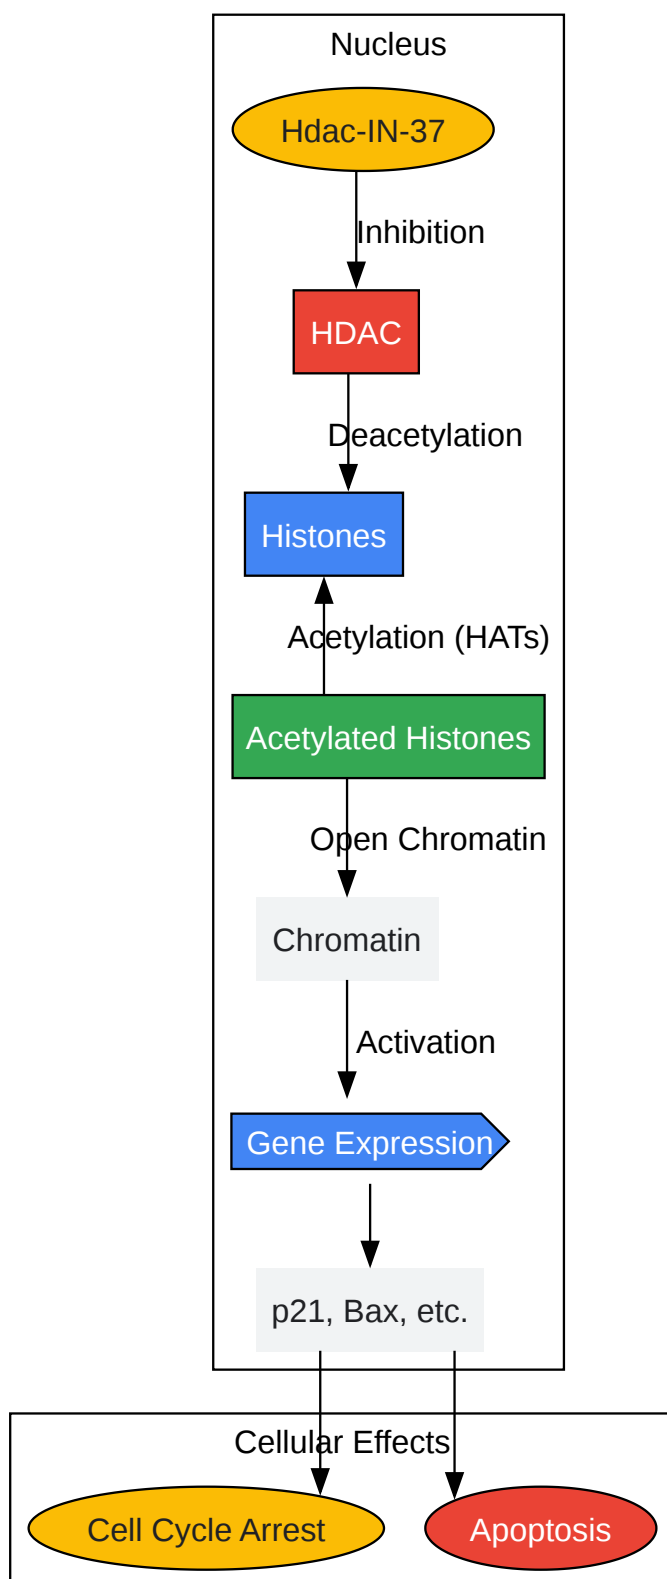 Nucleus
Hdac-IN-37
Inhibition
HDAC
Deacetylation
Histones
Acetylation (HATs)
Acetylated Histones
Open Chromatin
Chromatin
Activation
Gene Expression
p21, Bax, etc.
Cellular Effects
Cell Cycle Arrest
Apoptosis